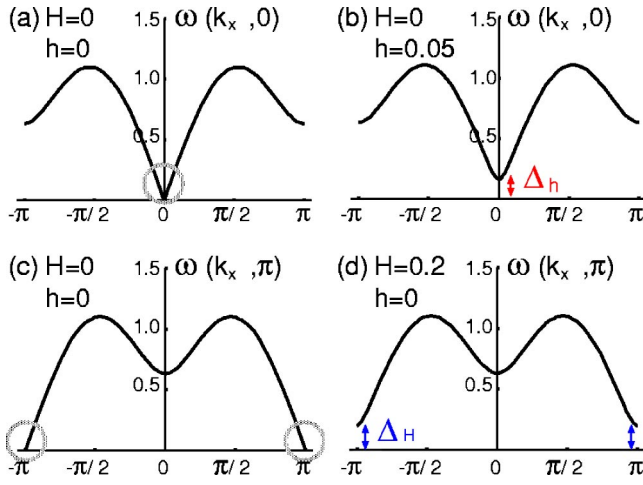 (a) H=0
h=0
1.5
ω (kₓ ,0)
1.0
0.5
-π -π/2 0 π/2 π
(b) H=0
h=0.05
1.5
ω (kₓ ,0)
1.0
0.5
Δh
-π -π/2 0 π/2 π
(c) H=0
h=0
1.5
ω (kₓ ,π)
1.0
0.5
-π -π/2 0 π/2 π
(d) H=0.2
h=0
1.5
ω (kₓ ,π)
1.0
0.5
ΔH
-π -π/2 0 π/2 π